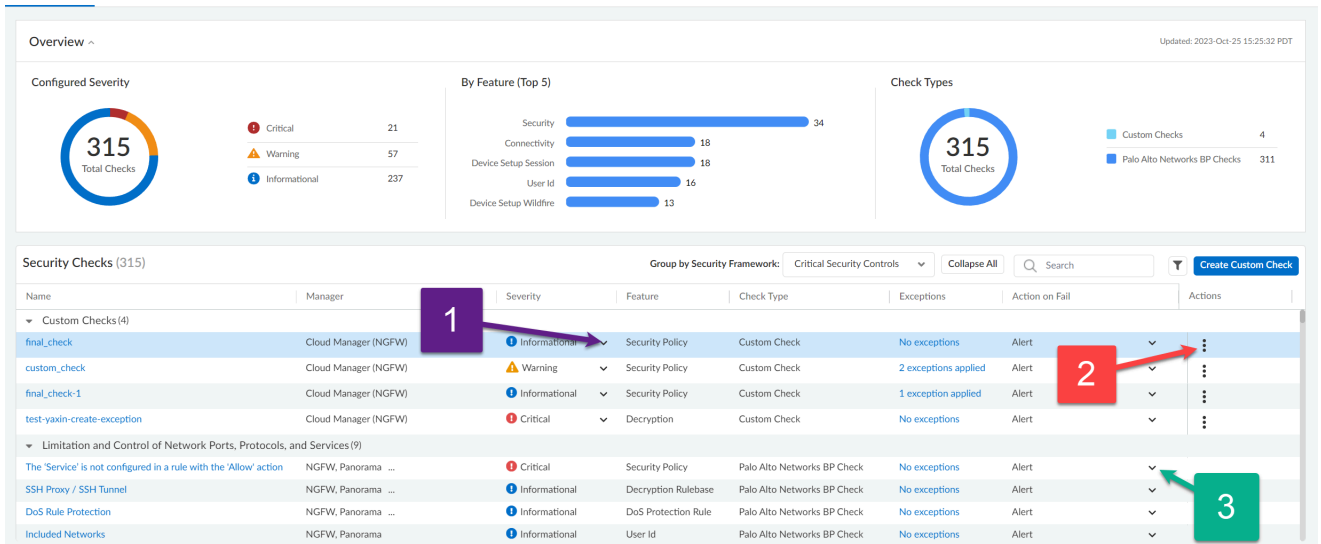 Overview
Updated: 2023-Oct-25 15:25:32 PDT
Configured Severity
315
Total Checks
Critical 21
Warning 57
Informational 237
By Feature (Top 5)
Security 34
Connectivity 18
Device Setup Session 18
User Id 16
Device Setup Wildfire 13
Check Types
315
Total Checks
Custom Checks 4
Palo Alto Networks BP Checks 311
Security Checks (315)
Group by Security Framework: Critical Security Controls Collapse All Search Create Custom Check
Name Manager Severity Feature Check Type Exceptions Action on Fail Actions
Custom Checks (4)
final_check Cloud Manager (NGFW) Informational Security Policy Custom Check No exceptions Alert
custom_check Cloud Manager (NGFW) Warning Security Policy Custom Check 2 exceptions applied Alert
final_check-1 Cloud Manager (NGFW) Informational Security Policy Custom Check 1 exception applied Alert
test-yaxin-create-exception Cloud Manager (NGFW) Critical Decryption Custom Check No exceptions Alert
Limitation and Control of Network Ports, Protocols, and Services (9)
The 'Service' is not configured in a rule with the 'Allow' action NGFW, Panorama ... Critical Security Policy Palo Alto Networks BP Check No exceptions Alert
SSH Proxy / SSH Tunnel NGFW, Panorama ... Informational Decryption Rulebase Palo Alto Networks BP Check No exceptions Alert
DoS Rule Protection NGFW, Panorama ... Informational DoS Protection Rule Palo Alto Networks BP Check No exceptions Alert
Included Networks NGFW, Panorama Informational User Id Palo Alto Networks BP Check No exceptions Alert
1
2
3